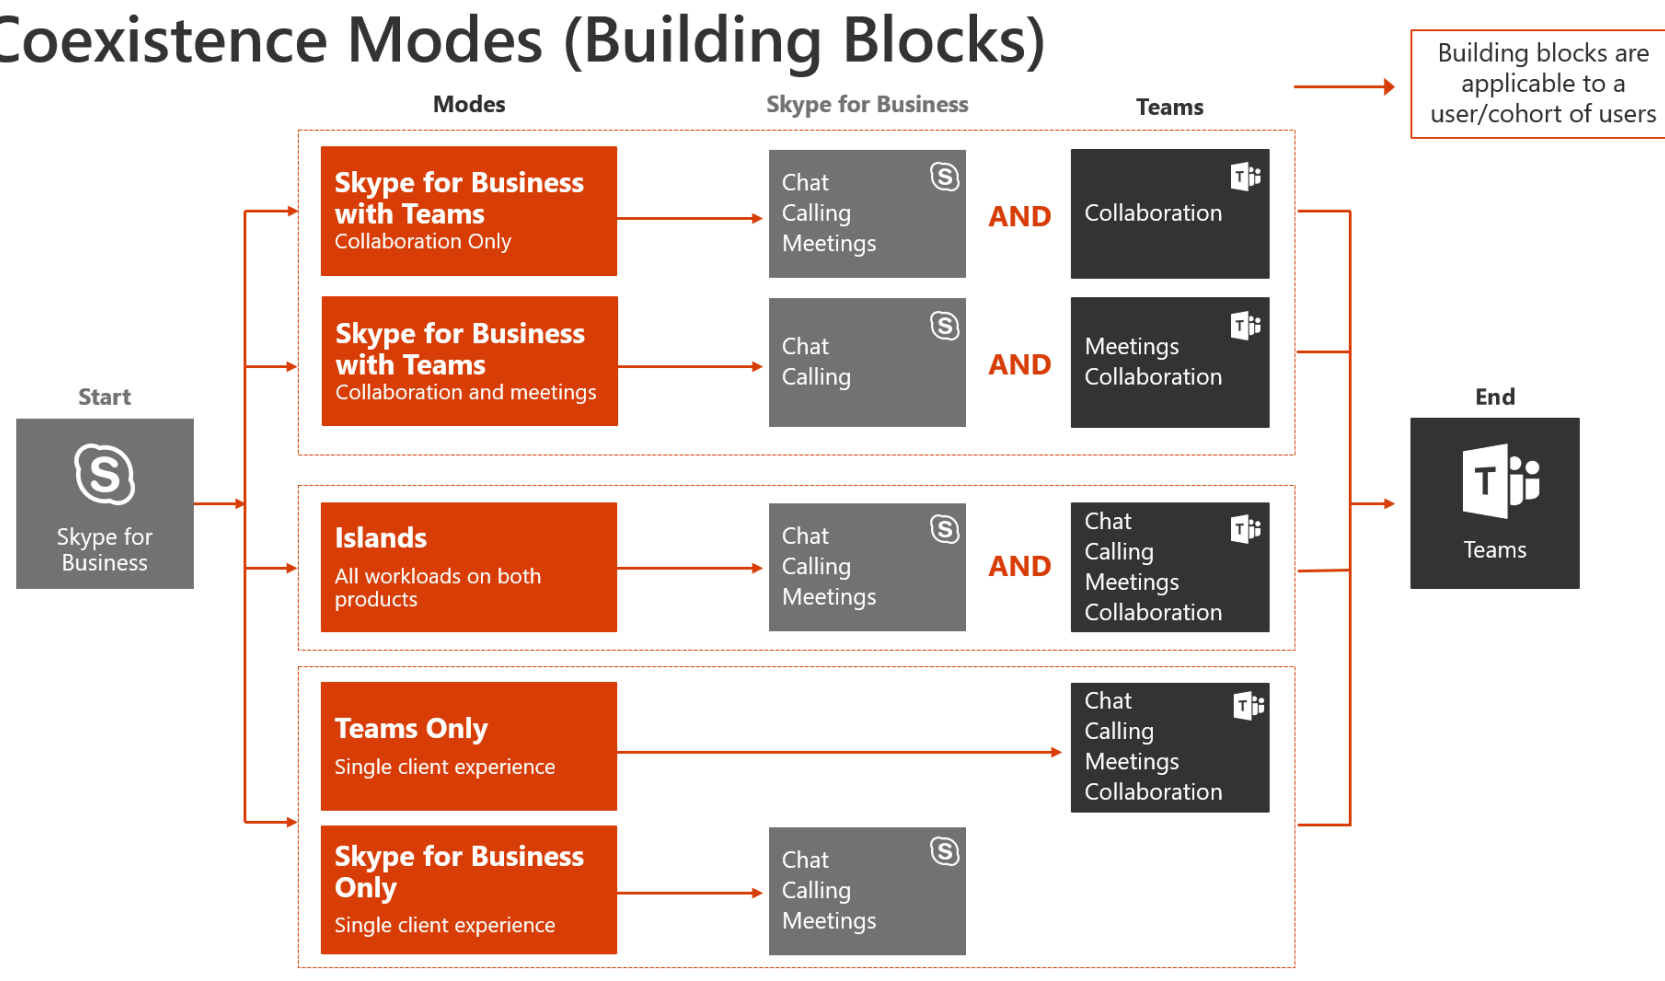 Coexistence Modes (Building Blocks)
Building blocks are
applicable to a
user/cohort of users
Modes
Skype for Business
Teams
Skype for Business
with Teams
Collaboration Only
Chat
Calling
Meetings
AND
Collaboration
Skype for Business
with Teams
Collaboration and meetings
Chat
Calling
AND
Meetings
Collaboration
Start
Skype for
Business
End
Teams
Islands
All workloads on both
products
Chat
Calling
Meetings
AND
Chat
Calling
Meetings
Collaboration
Teams Only
Single client experience
Chat
Calling
Meetings
Collaboration
Skype for Business
Only
Single client experience
Chat
Calling
Meetings